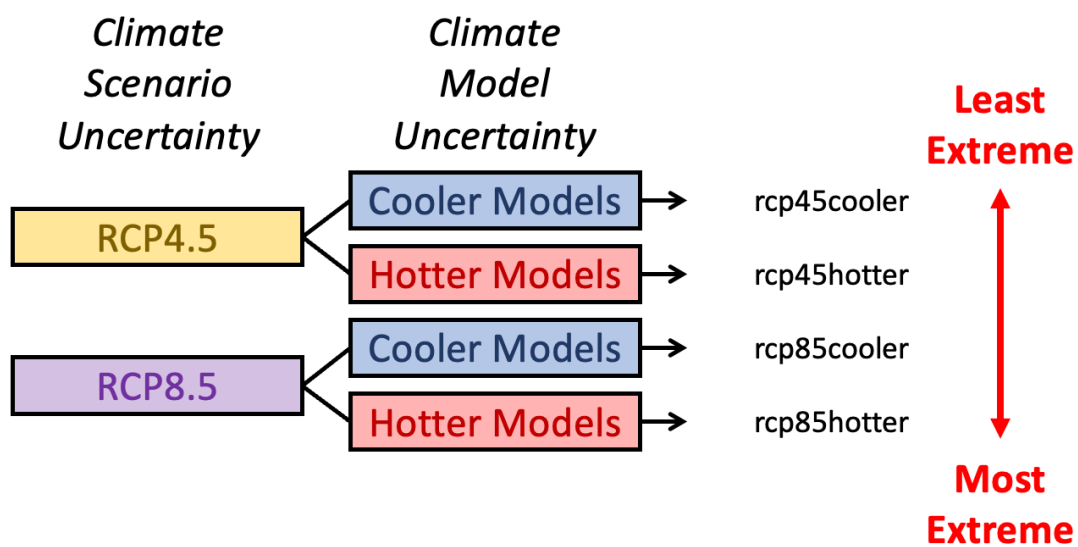 Climate
Scenario
Uncertainty
Climate
Model
Uncertainty
Least
Extreme
RCP4.5
Cooler Models
rcp45cooler
Hotter Models
rcp45hotter
RCP8.5
Cooler Models
rcp85cooler
Hotter Models
rcp85hotter
Most
Extreme